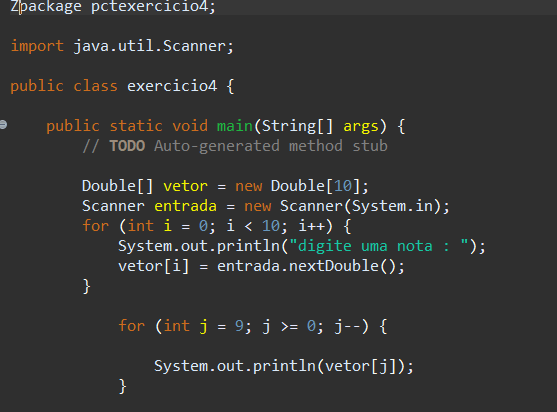 Zpackage pctexercicio4;
import java.util.Scanner;
public class exercicio4 {
public static void main(String[] args) {
// TODO Auto-generated method stub
Double[] vetor = new Double[10];
Scanner entrada = new Scanner(System.in);
for (int i = 0; i < 10; i++) {
System.out.println("digite uma nota : ");
vetor[i] = entrada.nextDouble();
}
for (int j = 9; j >= 0; j--) {
System.out.println(vetor[j]);
}